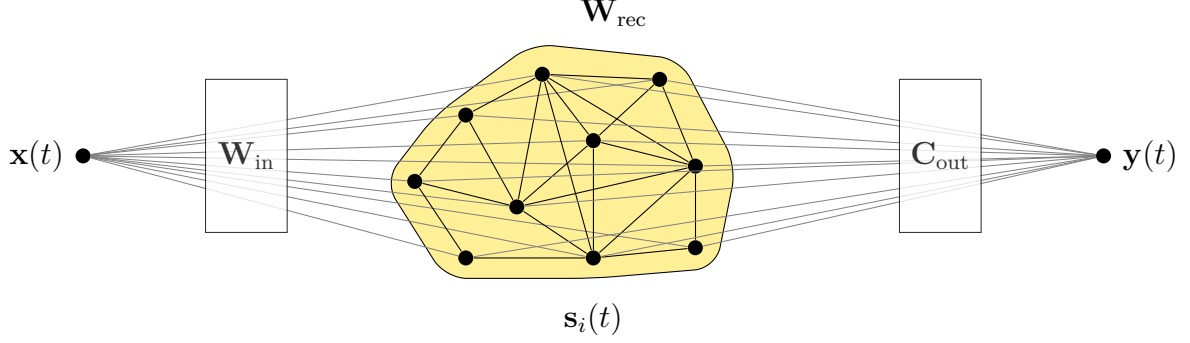 W_rec
x(t)
W_in
C_out
y(t)
s_i(t)